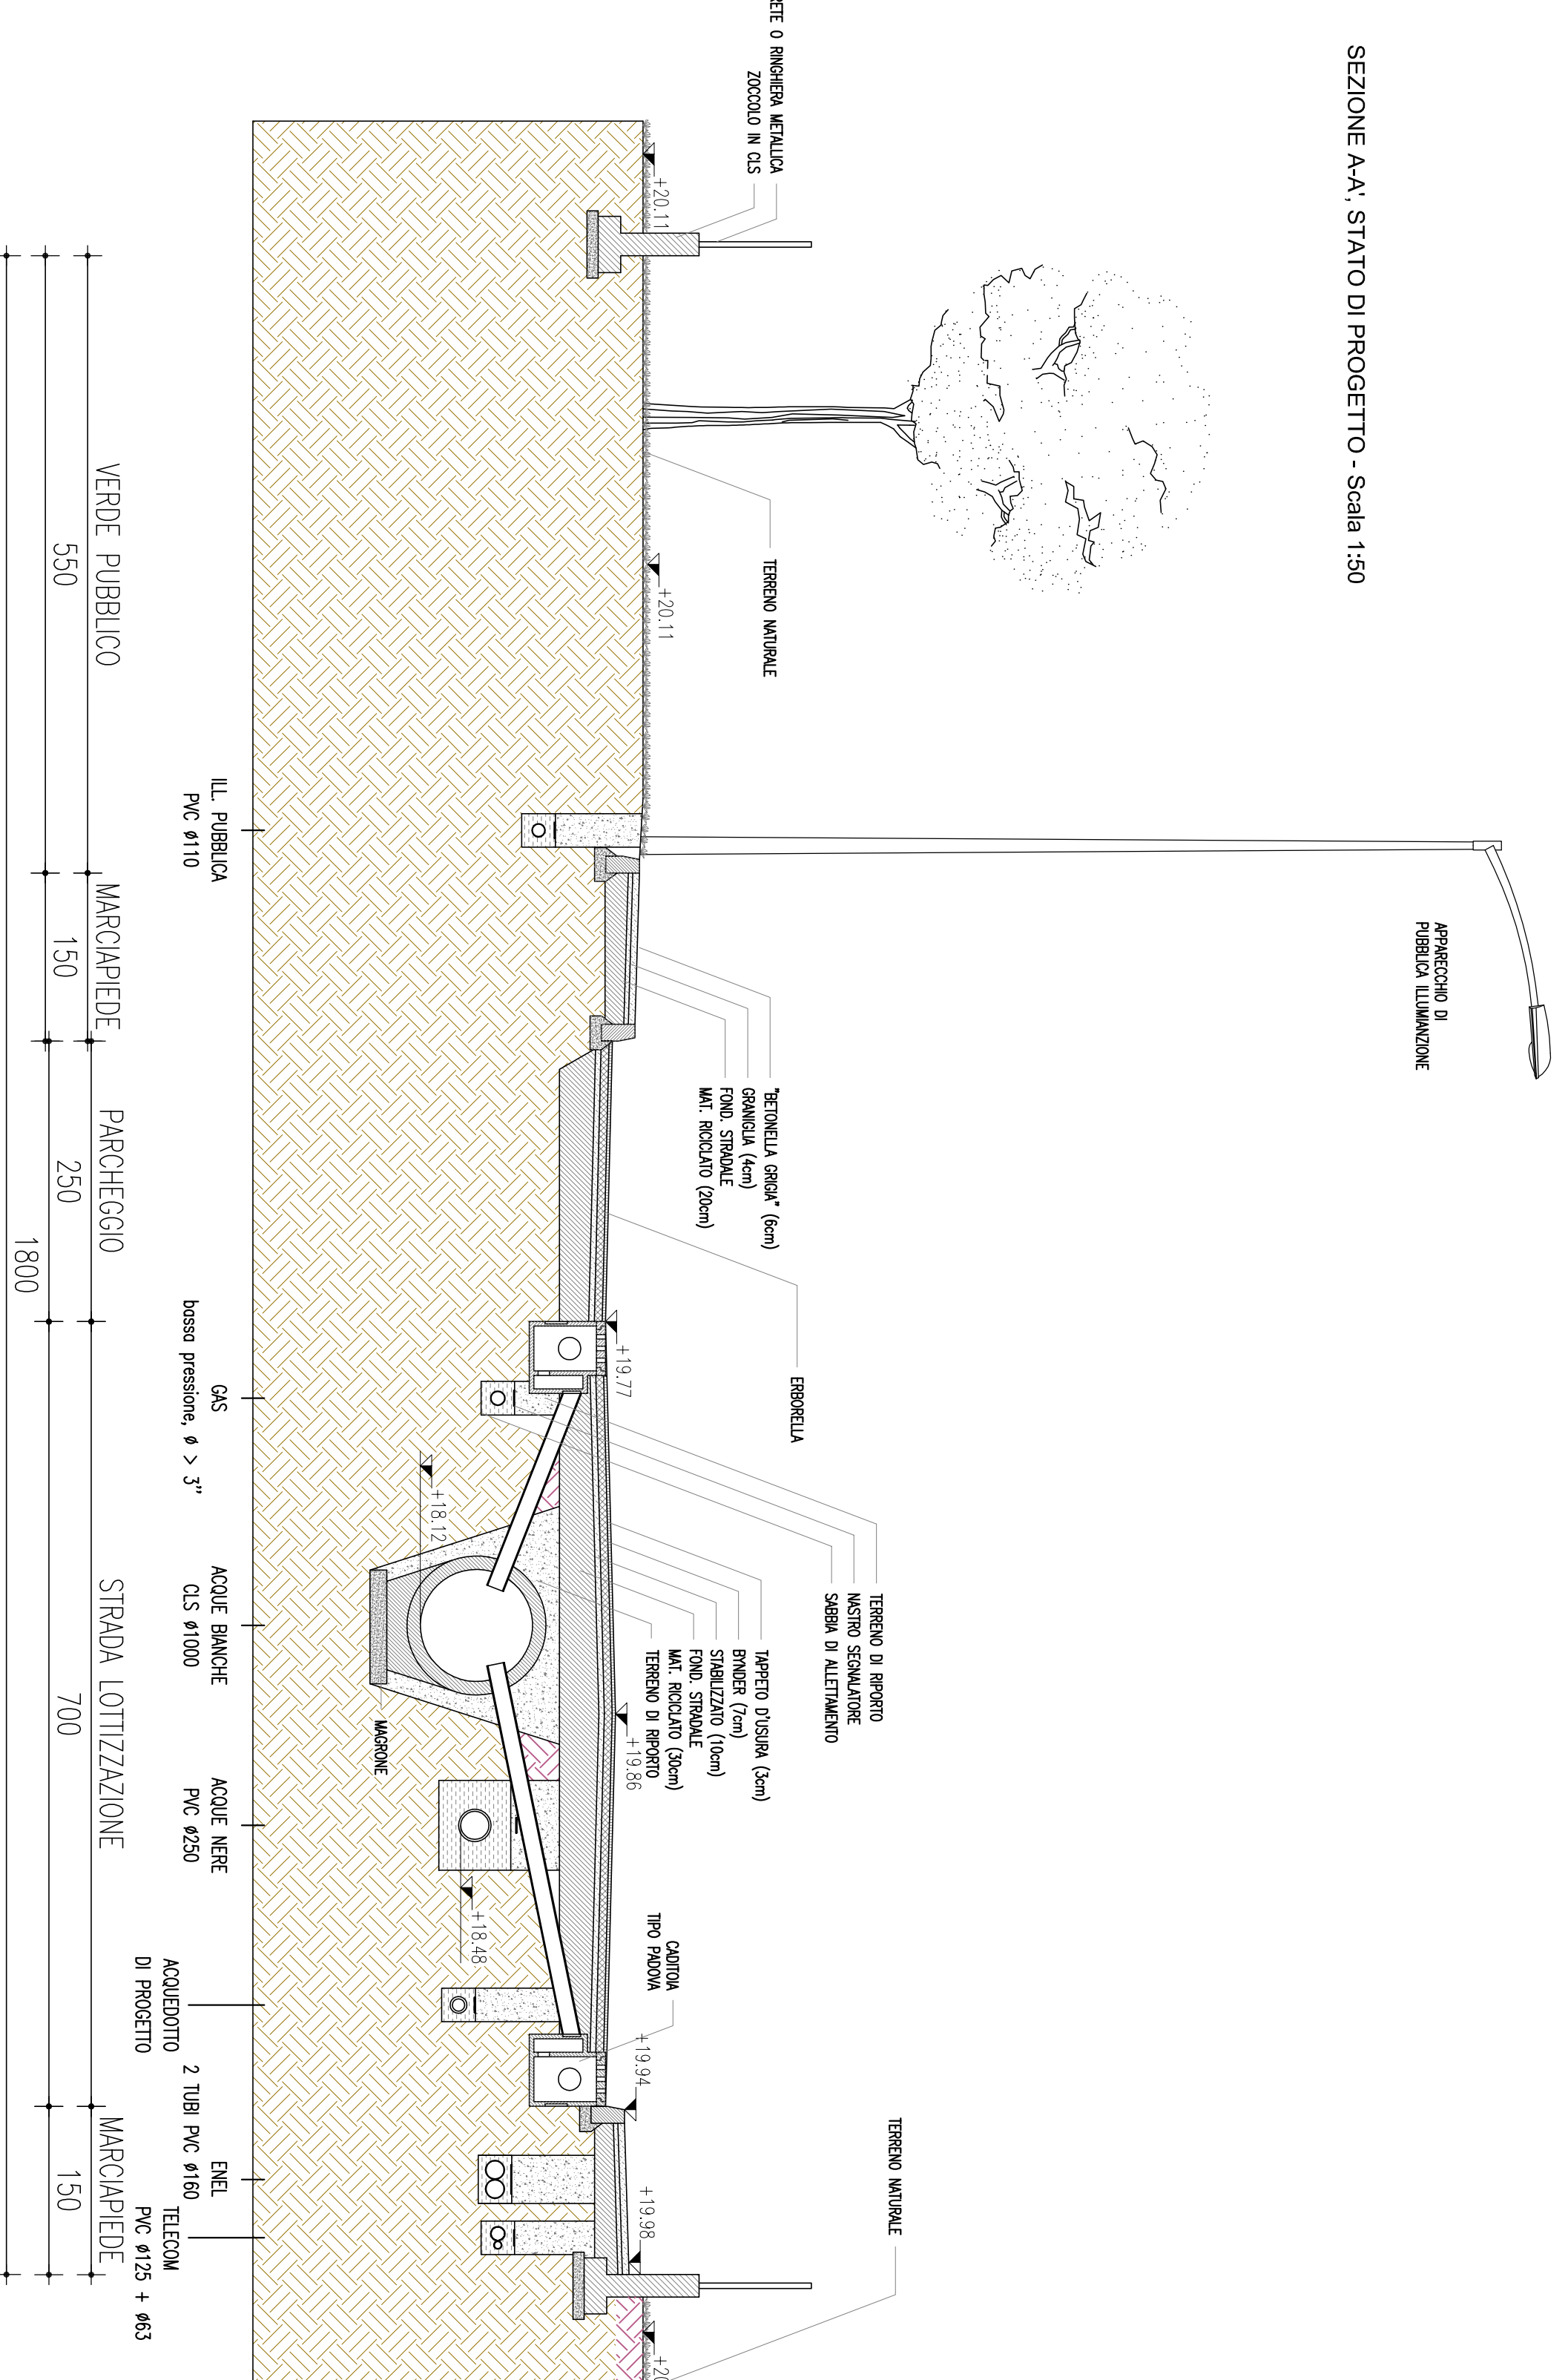 SEZIONE A-A', STATO DI PROGETTO - Scala 1:50
APPARECCHIO DI
PUBBLICA ILLUMIANZIONE
RETE O RINGHIERA METALLICA
ZOCCOLO IN CLS
TERRENO NATURALE
"BETONELLA GRIGIA" (6cm)
GRANIGLIA (4cm)
FOND. STRADALE
MAT. RICICLATO (20cm)
ERBORELLA
TERRENO DI RIPORTO
NASTRO SEGNALATORE
SABBIA DI ALLETTAMENTO
TAPPETO D'USURA (3cm)
BYNDER (7cm)
STABILIZZATO (10cm)
FOND. STRADALE
MAT. RICICLATO (30cm)
TERRENO DI RIPORTO
CADITOIA
TIPO PADOVA
TERRENO NATURALE
+20.11
+20.11
+19.77
+19.86
+19.94
+19.98
+18.12
+18.48
MAGRONE
ILL. PUBBLICA
PVC Ø110
GAS
bassa pressione, Ø > 3"
ACQUE BIANCHE
CLS Ø1000
ACQUE NERE
PVC Ø250
ACQUEDOTTO
DI PROGETTO
ENEL
2 TUBI PVC Ø160
TELECOM
PVC Ø125 + Ø63
VERDE PUBBLICO
MARCIAPIEDE
PARCHEGGIO
STRADA LOTTIZZAZIONE
MARCIAPIEDE
550
150
250
700
150
1800